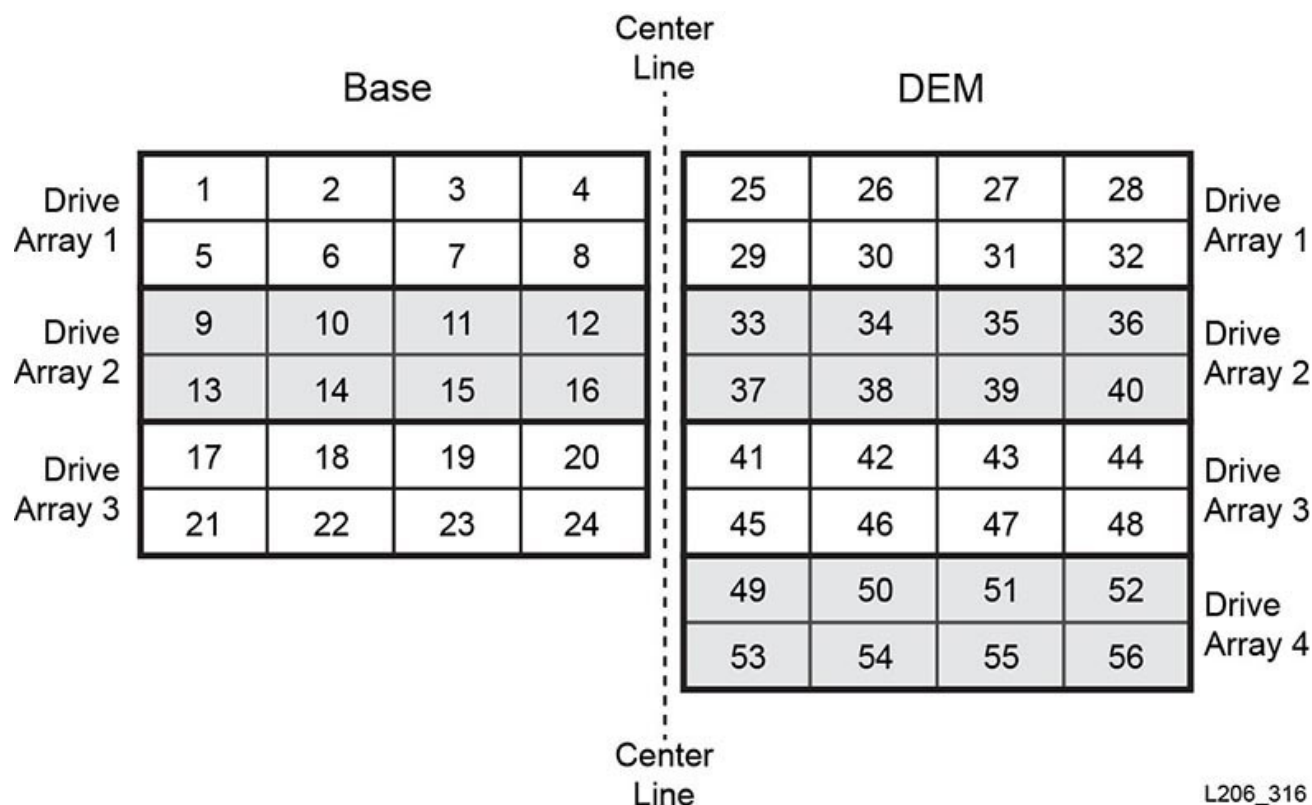 Center
Line
Base
DEM
Drive
Array 1
1 2 3 4
5 6 7 8
25 26 27 28
29 30 31 32
Drive
Array 1
Drive
Array 2
9 10 11 12
13 14 15 16
33 34 35 36
37 38 39 40
Drive
Array 2
Drive
Array 3
17 18 19 20
21 22 23 24
41 42 43 44
45 46 47 48
Drive
Array 3
49 50 51 52
53 54 55 56
Drive
Array 4
Center
Line
L206_316